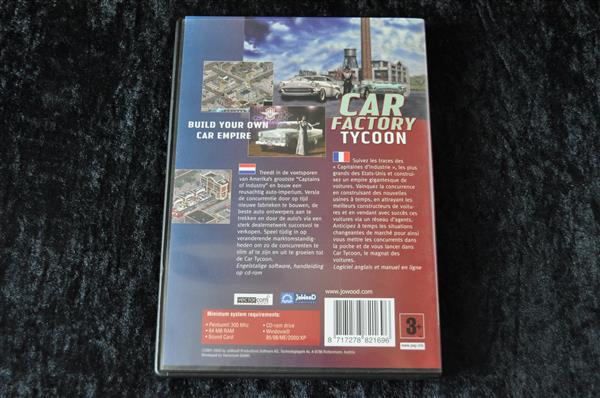 BUILD YOUR OWN
CAR EMPIRE
CAR
FACTORY
TYCOON
Treedt in de voetsporen
van Amerika's grootste "Captains
of Industry" en bouw een
reusachtig auto-imperium. Versla
de concurrentie door op tijd
nieuwe fabrieken te bouwen, de
beste auto ontwerpers aan te
trekken en door de auto's via een
sterk dealernetwerk succesvol te
verkopen. Speel tijdig in op
veranderende marktomstandig-
heden om zo de concurrenten te
slim af te zijn en uit te groeien tot
de Car Tycoon.
Engelstalige software, handleiding
op cd-rom
Suivez les traces des
« Capitaines d'Industrie », les plus
grands des Etats-Unis et construi-
sez un empire gigantesque de
voitures. Vainquez la concurrence
en construisant des nouvelles
usines à temps, en attrayant les
meilleurs constructeurs de voitu-
res et en vendant avec succès ces
voitures via un réseau d'agents.
Anticipez à temps les situations
changeantes de marché pour ainsi
vous mettre les concurrents dans
la poche et de vous lancer dans
Car Tycoon, le magnat des
voitures.
Logiciel anglais et manuel en ligne
vectorcom
JoWooD
www.jowood.com
Minimum system requirements:
• Pentium® 300 Mhz
• 64 MB RAM
• Sound Card
• CD-rom drive
• Windows®
95/98/ME/2000/XP
8 717278 821696
3+
www.pegi.info